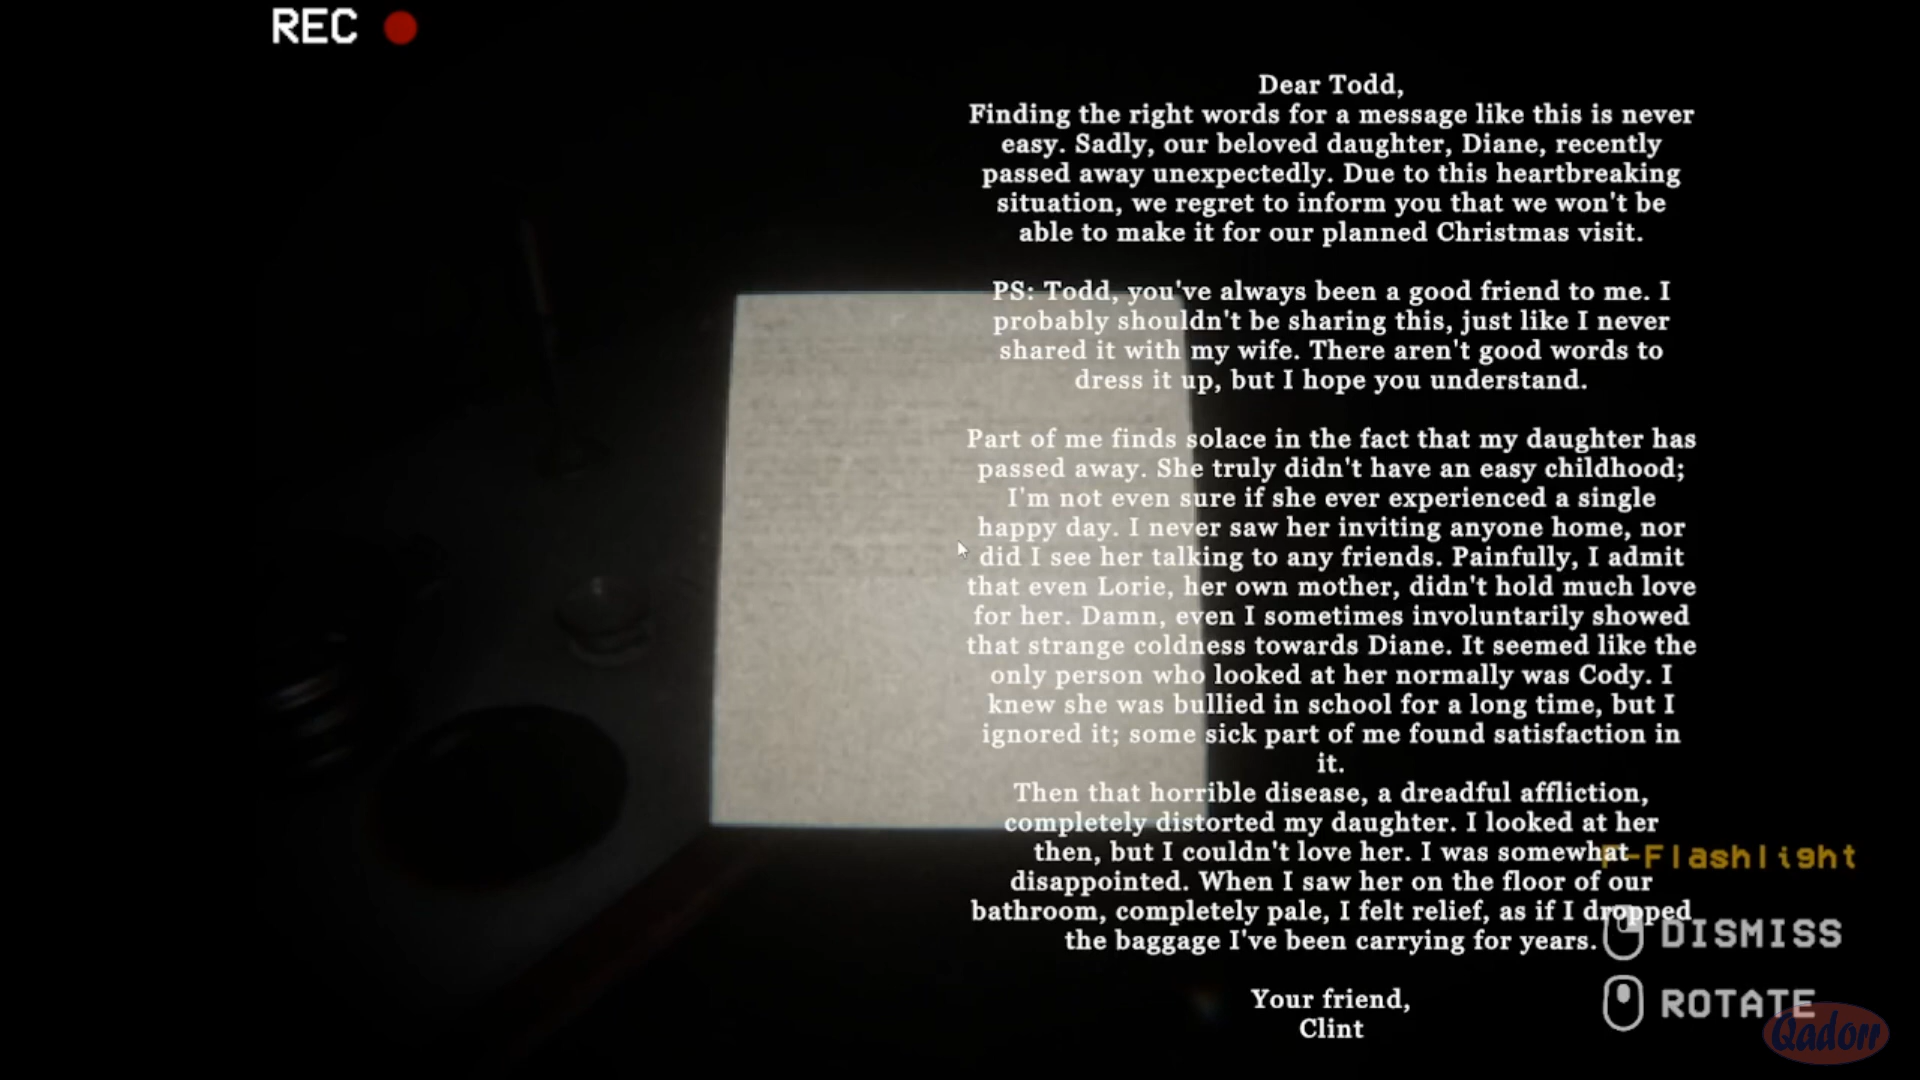 REC
Dear Todd,
Finding the right words for a message like this is never
easy. Sadly, our beloved daughter, Diane, recently
passed away unexpectedly. Due to this heartbreaking
situation, we regret to inform you that we won't be
able to make it for our planned Christmas visit.
PS: Todd, you've always been a good friend to me. I
probably shouldn't be sharing this, just like I never
shared it with my wife. There aren't good words to
dress it up, but I hope you understand.
Part of me finds solace in the fact that my daughter has
passed away. She truly didn't have an easy childhood;
I'm not even sure if she ever experienced a single
happy day. I never saw her inviting anyone home, nor
did I see her talking to any friends. Painfully, I admit
that even Lorie, her own mother, didn't hold much love
for her. Damn, even I sometimes involuntarily showed
that strange coldness towards Diane. It seemed like the
only person who looked at her normally was Cody. I
knew she was bullied in school for a long time, but I
ignored it; some sick part of me found satisfaction in
it.
Then that horrible disease, a dreadful affliction,
completely distorted my daughter. I looked at her
then, but I couldn't love her. I was somewhat
disappointed. When I saw her on the floor of our
bathroom, completely pale, I felt relief, as if I dropped
the baggage I've been carrying for years.
Your friend,
Clint
F-Flashlight
DISMISS
ROTATE
Qadorr